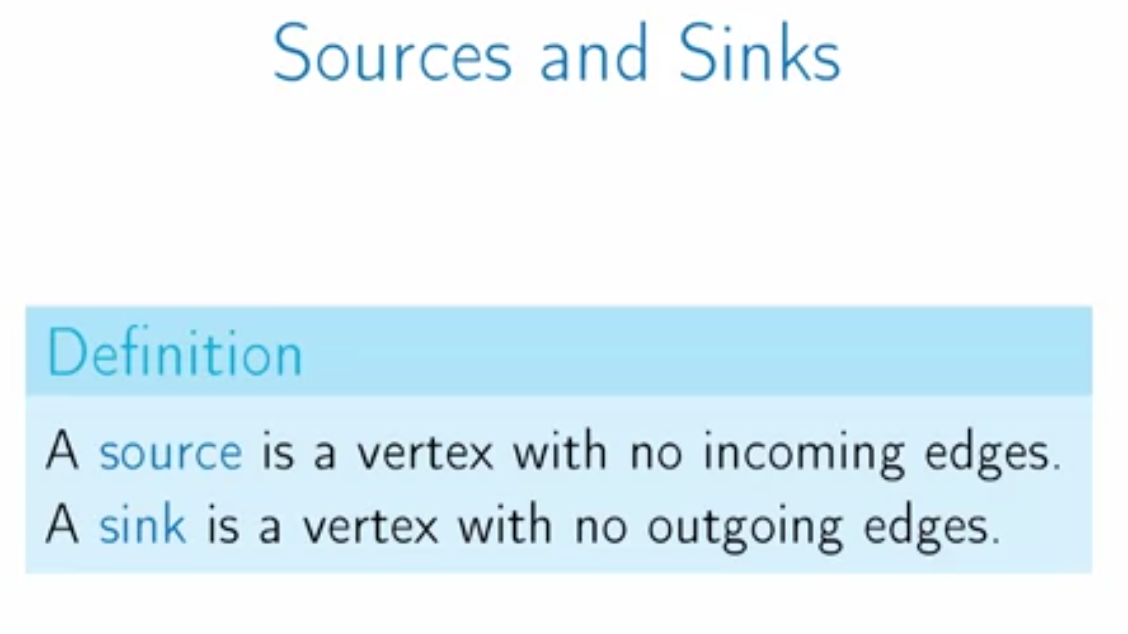 Sources and Sinks
Definition
A source is a vertex with no incoming edges.
A sink is a vertex with no outgoing edges.